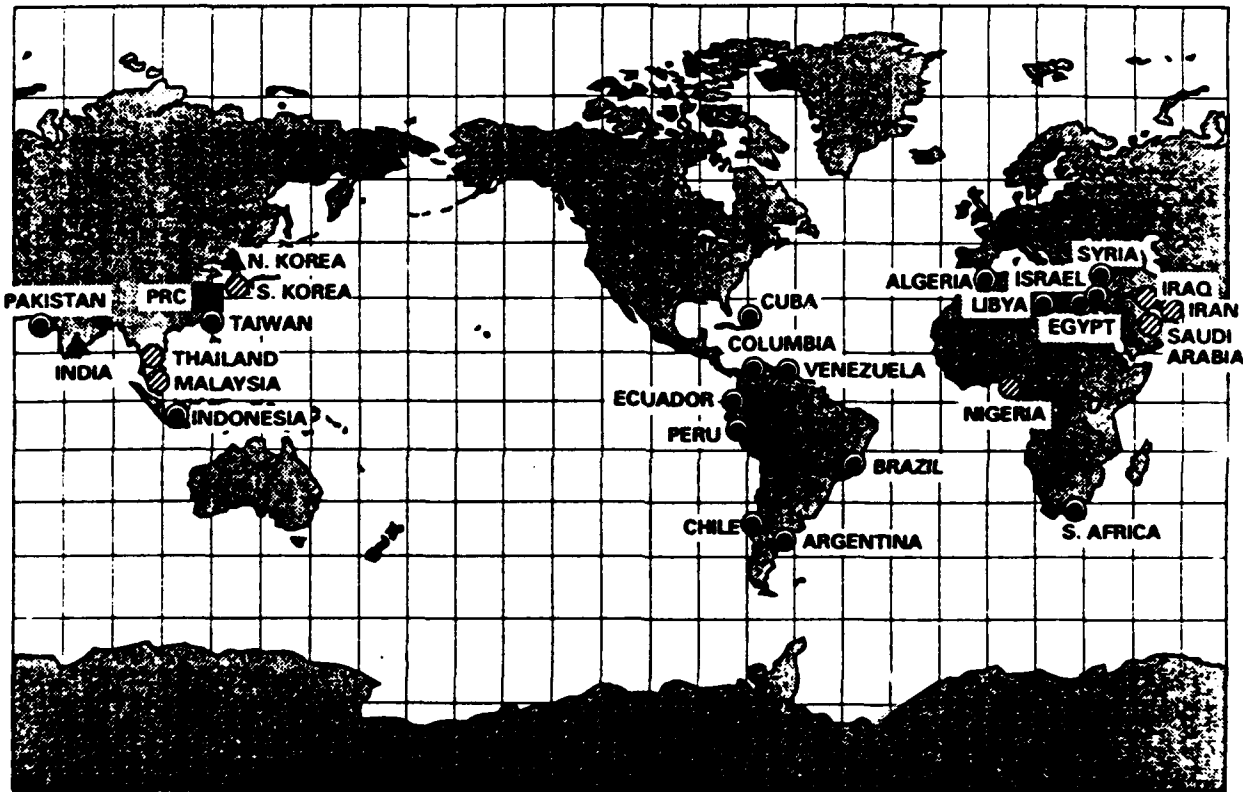 N. KOREA
S. KOREA
PAKISTAN
PRC
TAIWAN
INDIA
THAILAND
MALAYSIA
INDONESIA
CUBA
COLUMBIA
VENEZUELA
ECUADOR
PERU
BRAZIL
CHILE
ARGENTINA
SYRIA
ALGERIA
ISRAEL
IRAQ
LIBYA
IRAN
EGYPT
SAUDI
ARABIA
NIGERIA
S. AFRICA